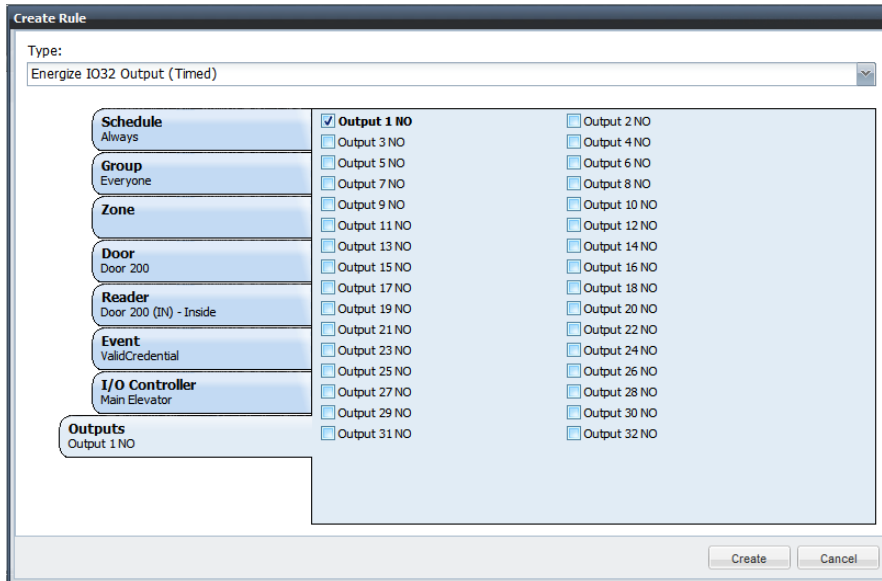 Create Rule
Type:
Energize IO32 Output (Timed)
Schedule
Always
Group
Everyone
Zone
Door
Door 200
Reader
Door 200 (IN) - Inside
Event
ValidCredential
I/O Controller
Main Elevator
Outputs
Output 1 NO
Output 1 NO Output 2 NO
Output 3 NO Output 4 NO
Output 5 NO Output 6 NO
Output 7 NO Output 8 NO
Output 9 NO Output 10 NO
Output 11 NO Output 12 NO
Output 13 NO Output 14 NO
Output 15 NO Output 16 NO
Output 17 NO Output 18 NO
Output 19 NO Output 20 NO
Output 21 NO Output 22 NO
Output 23 NO Output 24 NO
Output 25 NO Output 26 NO
Output 27 NO Output 28 NO
Output 29 NO Output 30 NO
Output 31 NO Output 32 NO
Create Cancel